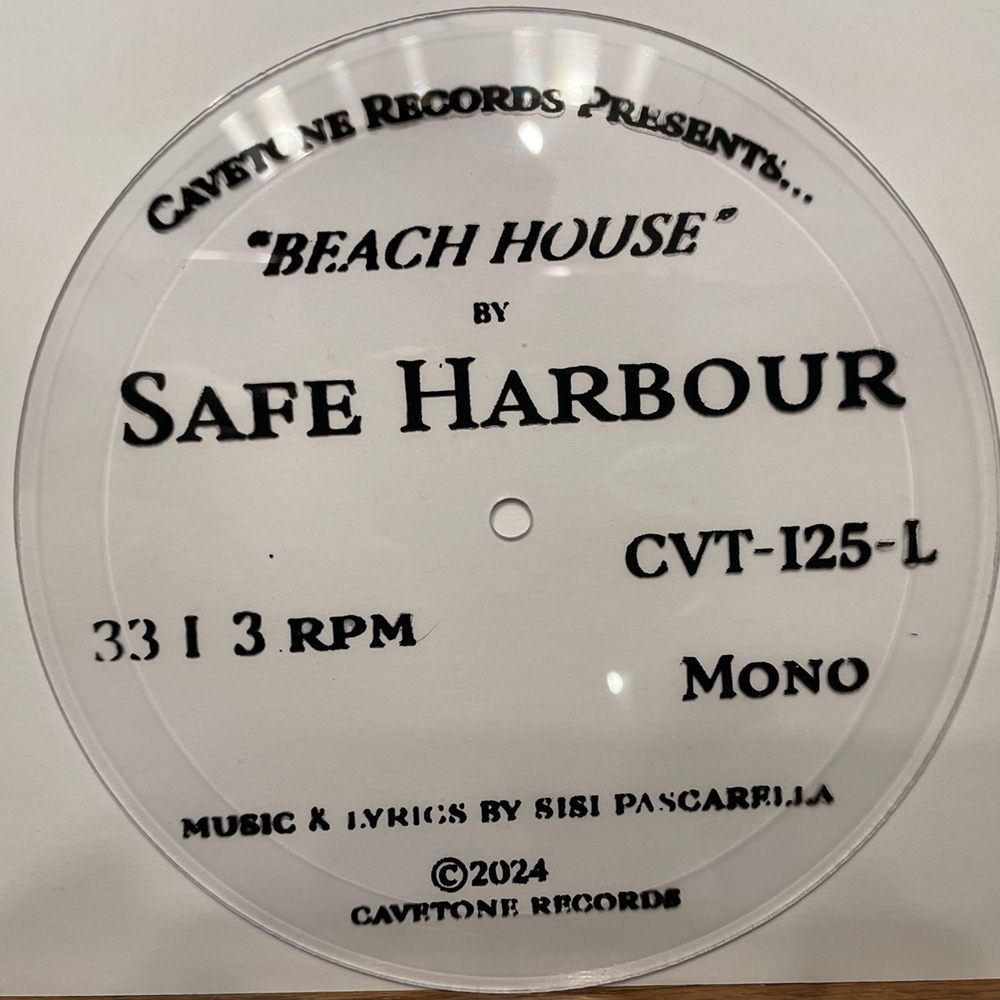 CAVETONE RECORDS PRESENTS...
"BEACH HOUSE"
BY
SAFE HARBOUR
CVT-125-L
33 1 3 RPM
MONO
MUSIC & LYRICS BY SISI PASCARELLA
©2024
CAVETONE RECORDS